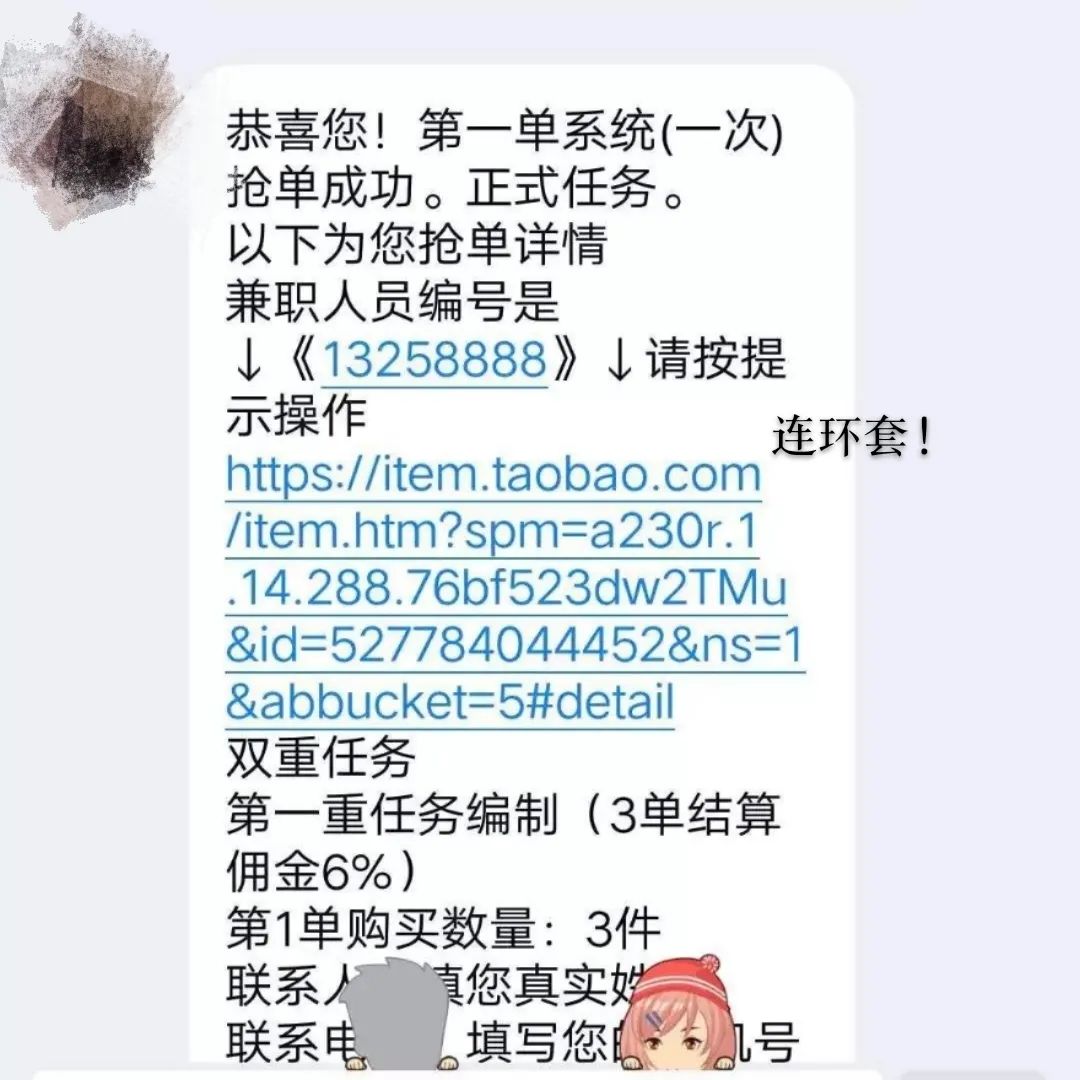 恭喜您！第一单系统(一次)
抢单成功。正式任务。
以下为您抢单详情
兼职人员编号是
↓《13258888》↓请按提
示操作
连环套！
https://item.taobao.com
/item.htm?spm=a230r.1
.14.288.76bf523dw2TMu
&id=527784044452&ns=1
&abbucket=5#detail
双重任务
第一重任务编制（3单结算
佣金6%）
第1单购买数量：3件
联系人 填您真实姓
联系电 填写您的 机号